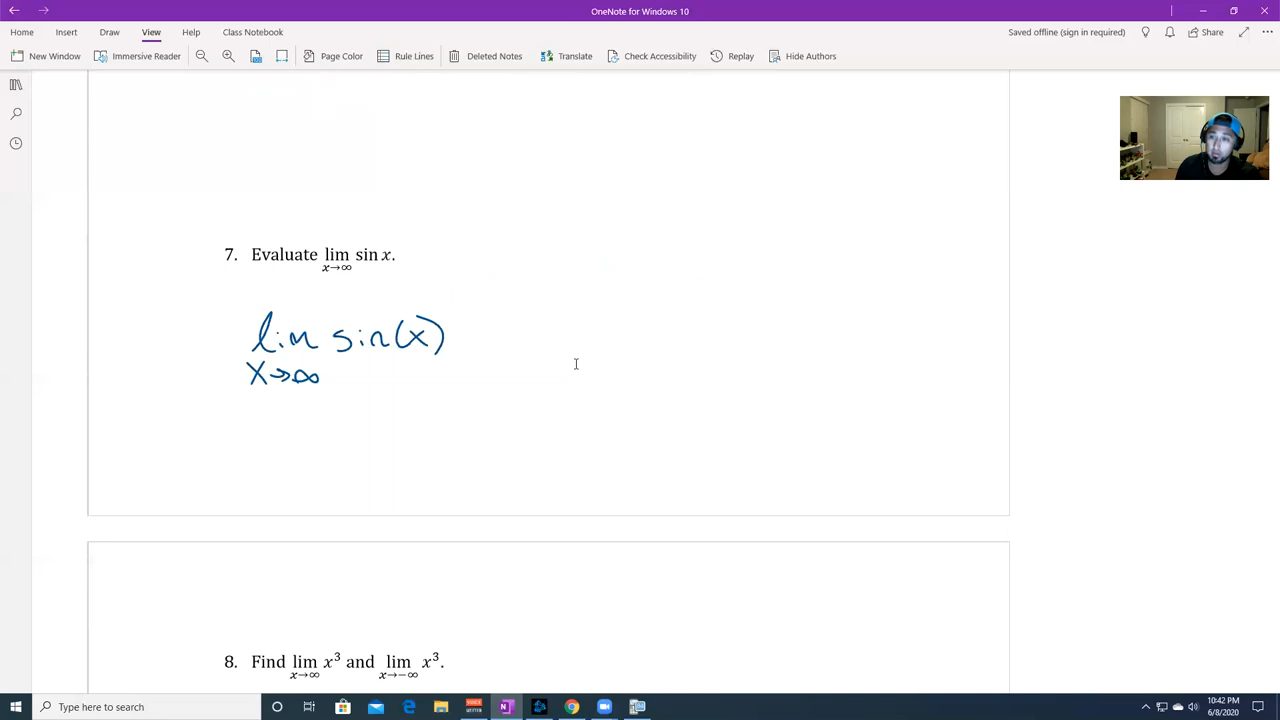 OneNote for Windows 10
Home Insert Draw View Help Class Notebook Saved offline (sign in required) Share
New Window Immersive Reader Page Color Rule Lines Deleted Notes Translate Check Accessibility Replay Hide Authors
7. Evaluate lim sin x.
x→∞
lim sin(x)
x→∞
8. Find lim x³ and lim x³.
x→∞ x→−∞
Type here to search
10:42 PM
6/8/2020